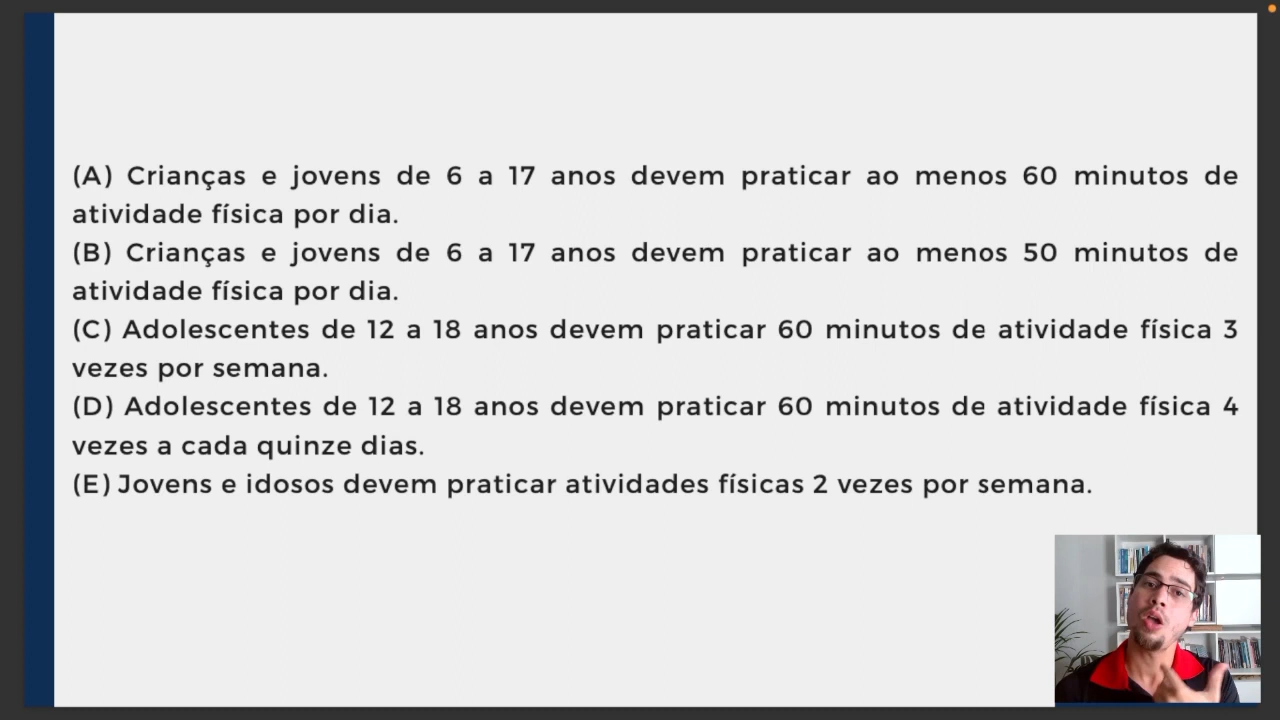 (A) Crianças e jovens de 6 a 17 anos devem praticar ao menos 60 minutos de
atividade física por dia.
(B) Crianças e jovens de 6 a 17 anos devem praticar ao menos 50 minutos de
atividade física por dia.
(C) Adolescentes de 12 a 18 anos devem praticar 60 minutos de atividade física 3
vezes por semana.
(D) Adolescentes de 12 a 18 anos devem praticar 60 minutos de atividade física 4
vezes a cada quinze dias.
(E) Jovens e idosos devem praticar atividades físicas 2 vezes por semana.